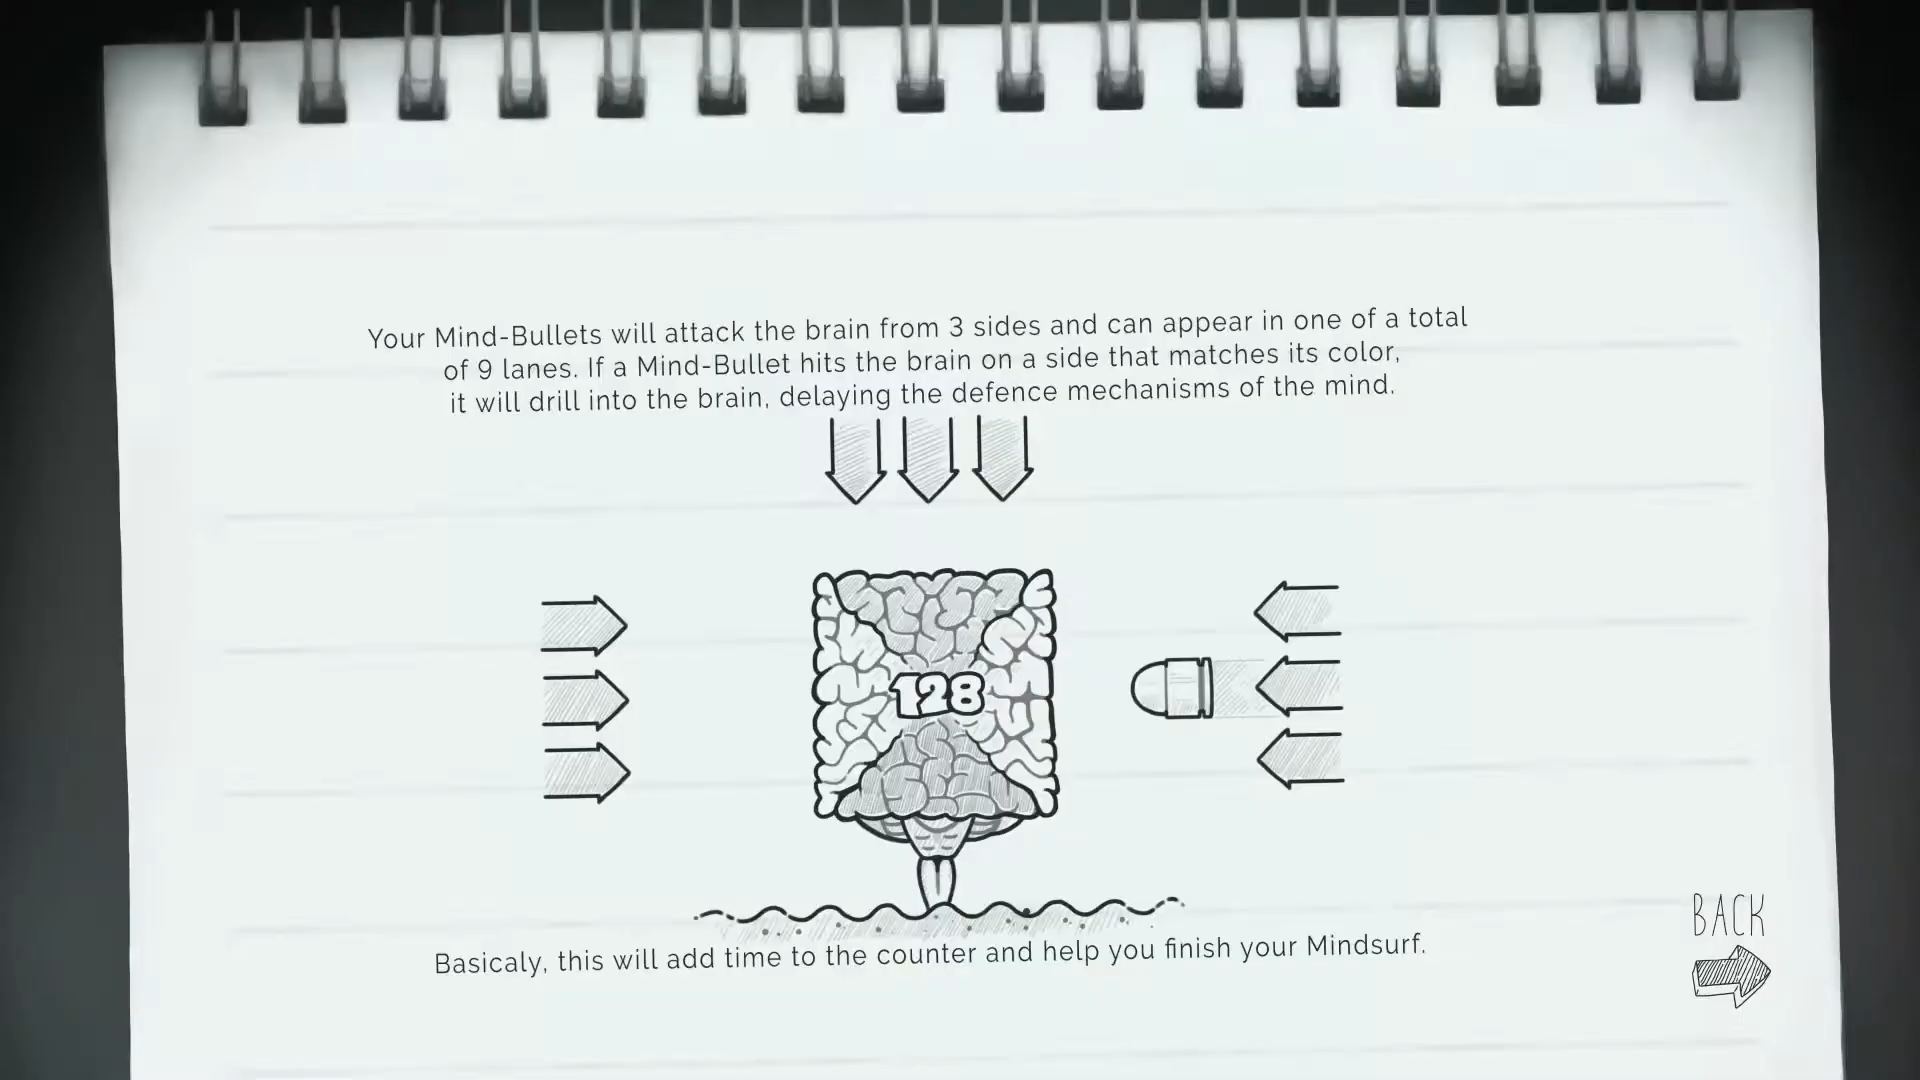 Your Mind-Bullets will attack the brain from 3 sides and can appear in one of a total
of 9 lanes. If a Mind-Bullet hits the brain on a side that matches its color,
it will drill into the brain, delaying the defence mechanisms of the mind.
128
BACK
Basicaly, this will add time to the counter and help you finish your Mindsurf.